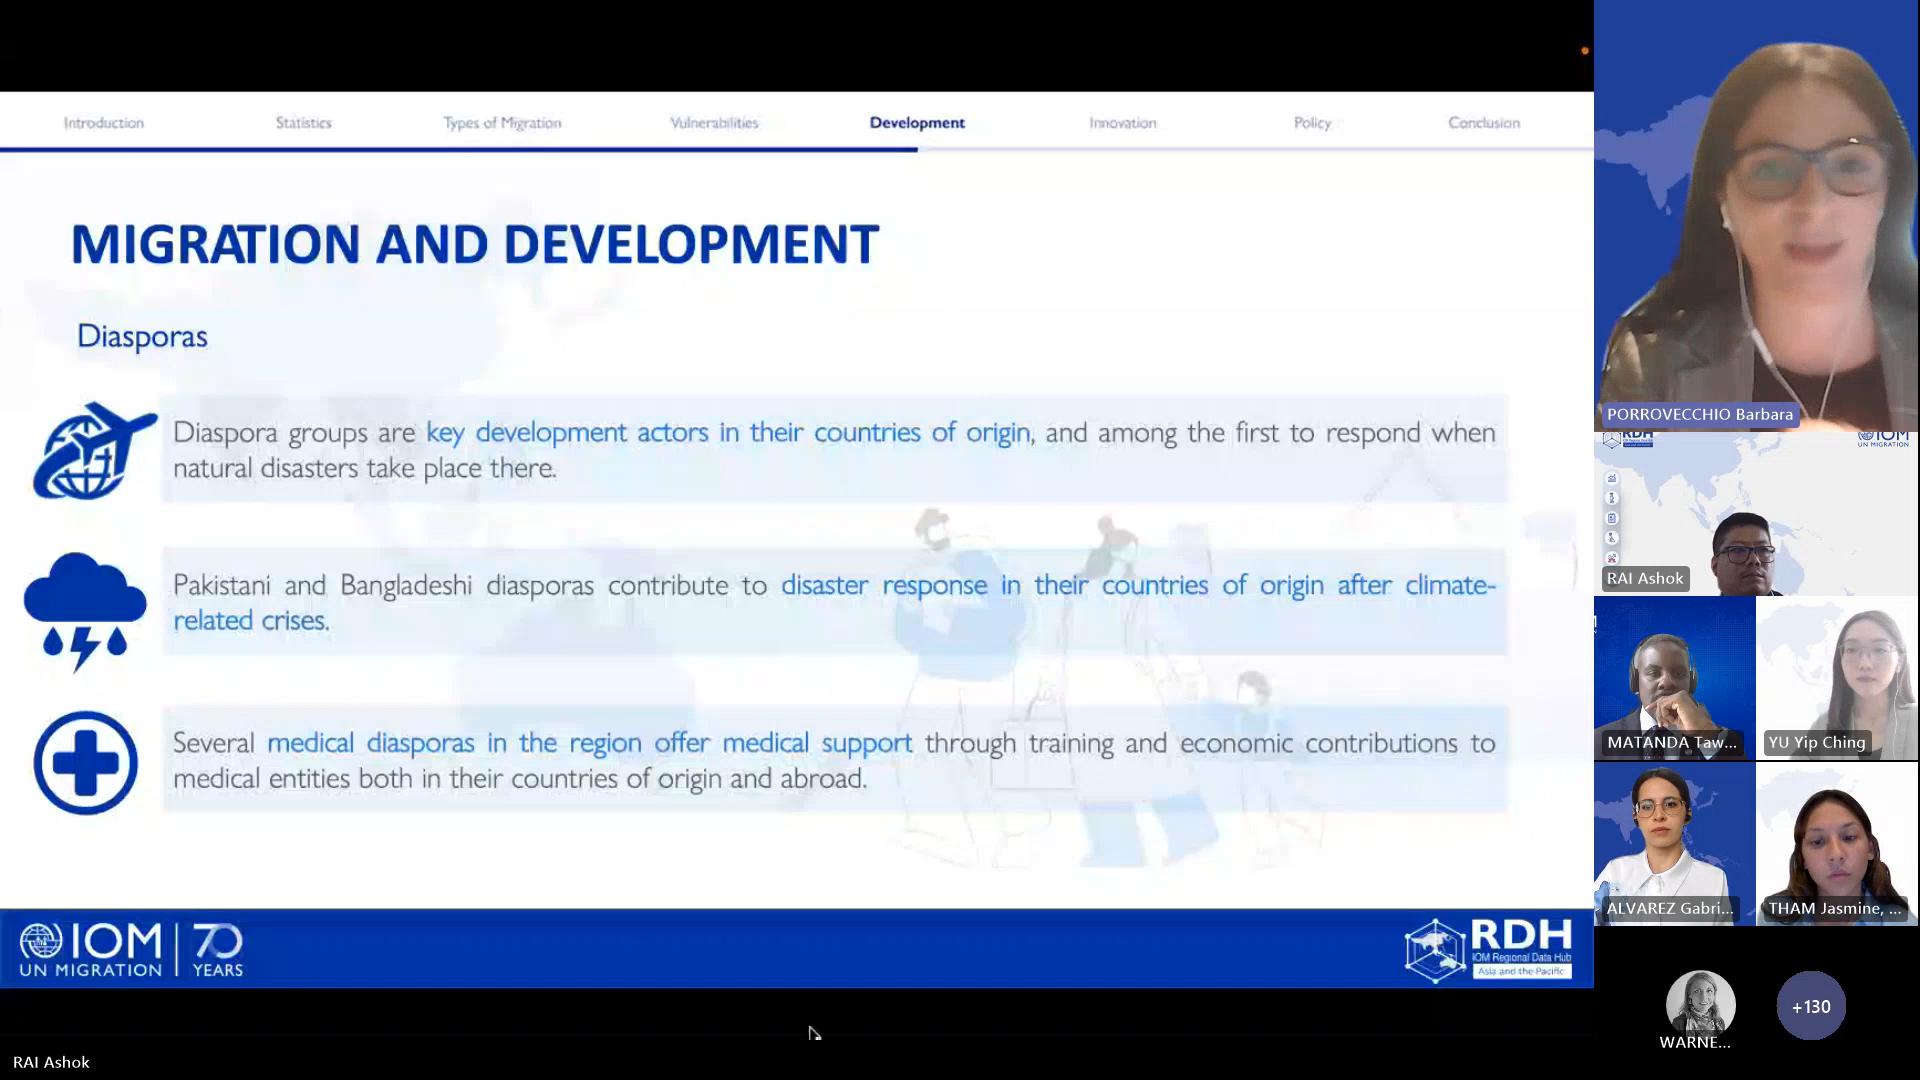 Introduction
Statistics
Types of Migration
Vulnerabilities
Development
Innovation
Policy
Conclusion
MIGRATION AND DEVELOPMENT
Diasporas
Diaspora groups are key development actors in their countries of origin, and among the first to respond when
natural disasters take place there.
Pakistani and Bangladeshi diasporas contribute to disaster response in their countries of origin after climate-
related crises.
Several medical diasporas in the region offer medical support through training and economic contributions to
medical entities both in their countries of origin and abroad.
IOM
UN MIGRATION
70
YEARS
RDH
IOM Regional Data Hub
Asia and the Pacific
RAI Ashok
PORROVECCHIO Barbara
RDH
IOM
UN MIGRATION
RAI Ashok
MATANDA Taw...
YU Yip Ching
ALVAREZ Gabri...
THAM Jasmine, ...
WARNE...
+130